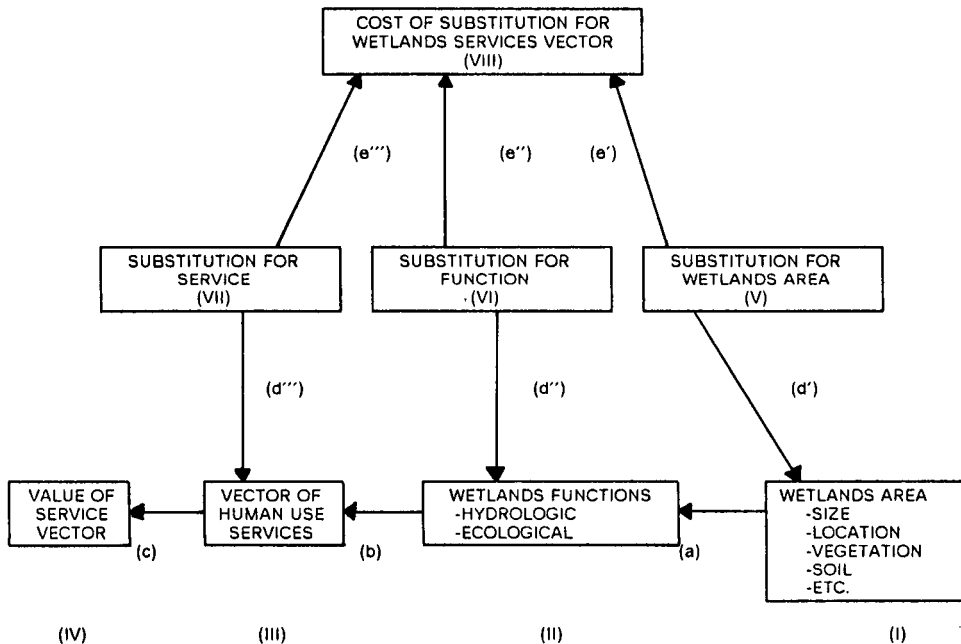 COST OF SUBSTITUTION FOR
WETLANDS SERVICES VECTOR
(VIII)
(e´´´)
(e´´)
(e´)
SUBSTITUTION FOR
SERVICE
(VII)
SUBSTITUTION FOR
FUNCTION
(VI)
SUBSTITUTION FOR
WETLANDS AREA
(V)
(d´´´)
(d´´)
(d´)
VALUE OF
SERVICE
VECTOR
(c)
VECTOR OF
HUMAN USE
SERVICES
(b)
WETLANDS FUNCTIONS
-HYDROLOGIC
-ECOLOGICAL
(a)
WETLANDS AREA
-SIZE
-LOCATION
-VEGETATION
-SOIL
-ETC.
(IV)
(III)
(II)
(I)